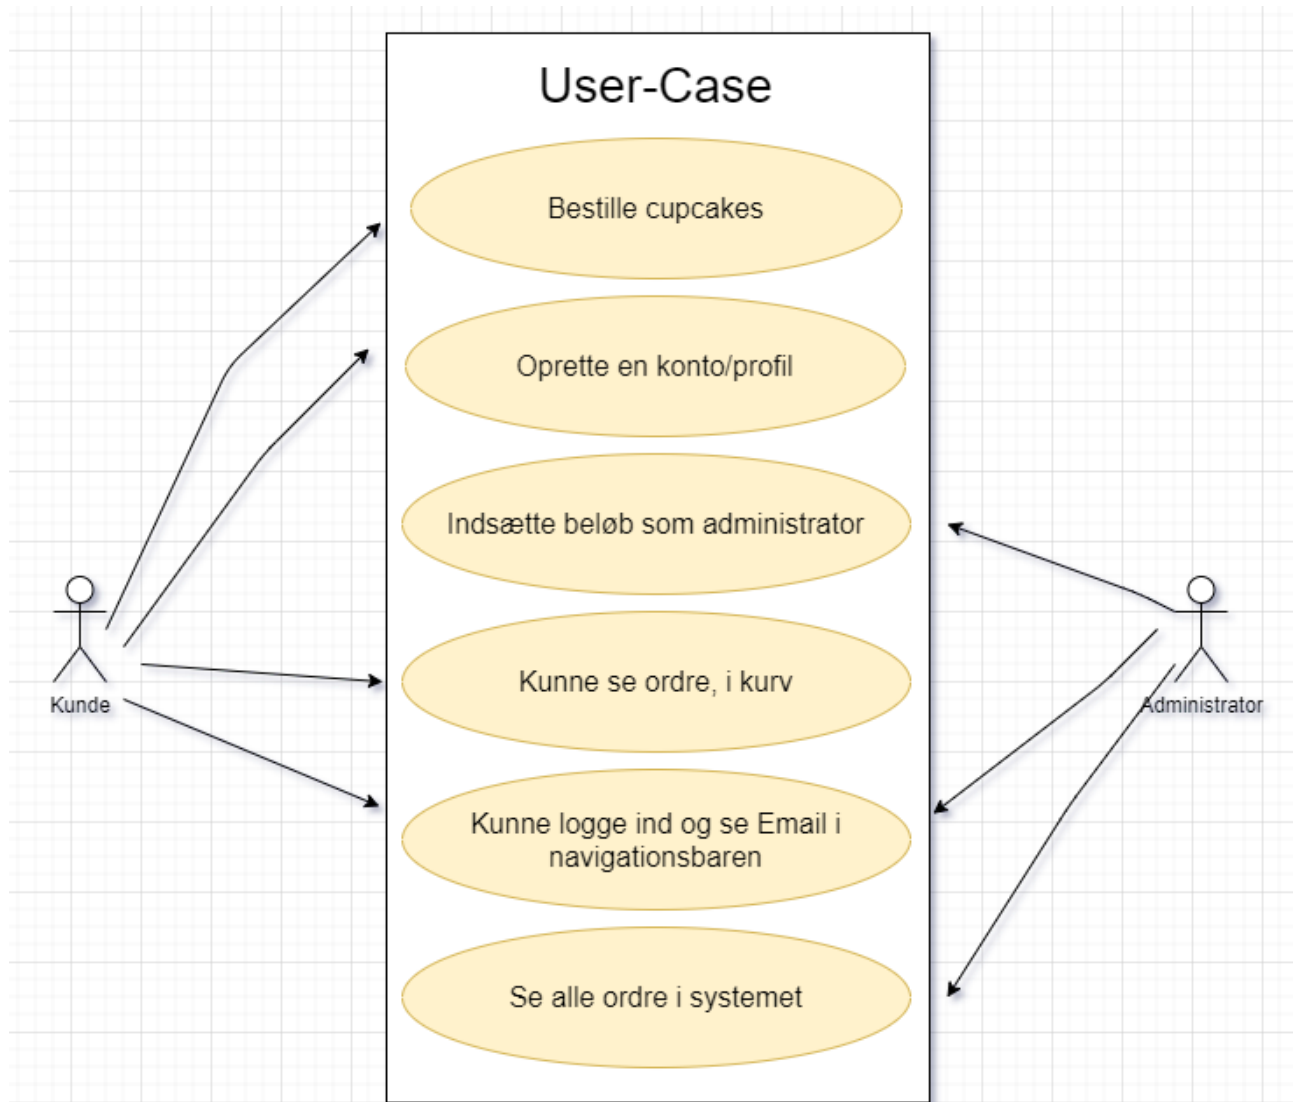 User-Case
Bestille cupcakes
Oprette en konto/profil
Indsætte beløb som administrator
Kunne se ordre, i kurv
Kunde
Administrator
Kunne logge ind og se Email i
navigationsbaren
Se alle ordre i systemet